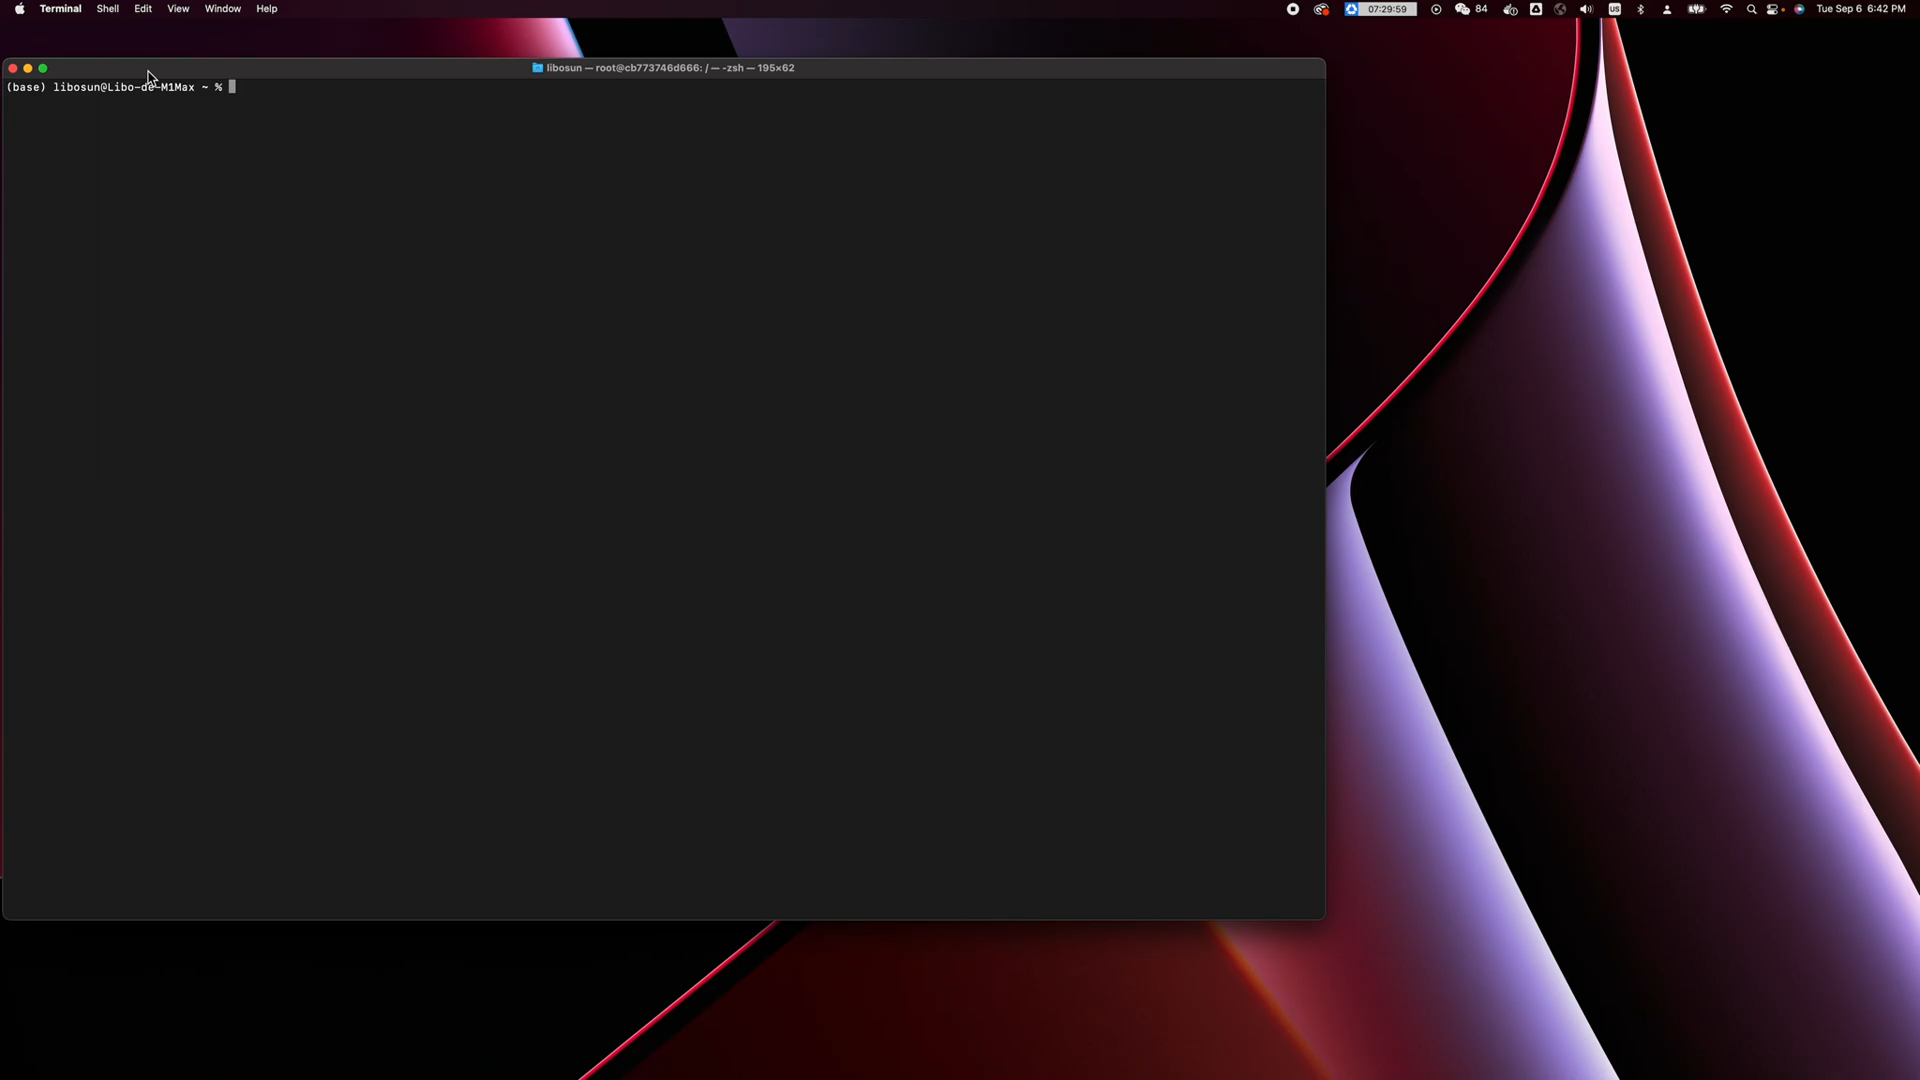 Terminal Shell Edit View Window Help 07:29:59 84 US Tue Sep 6 6:42 PM
libosun — root@cb773746d666: / — -zsh — 195×62
(base) libosun@Libo-de-M1Max ~ %